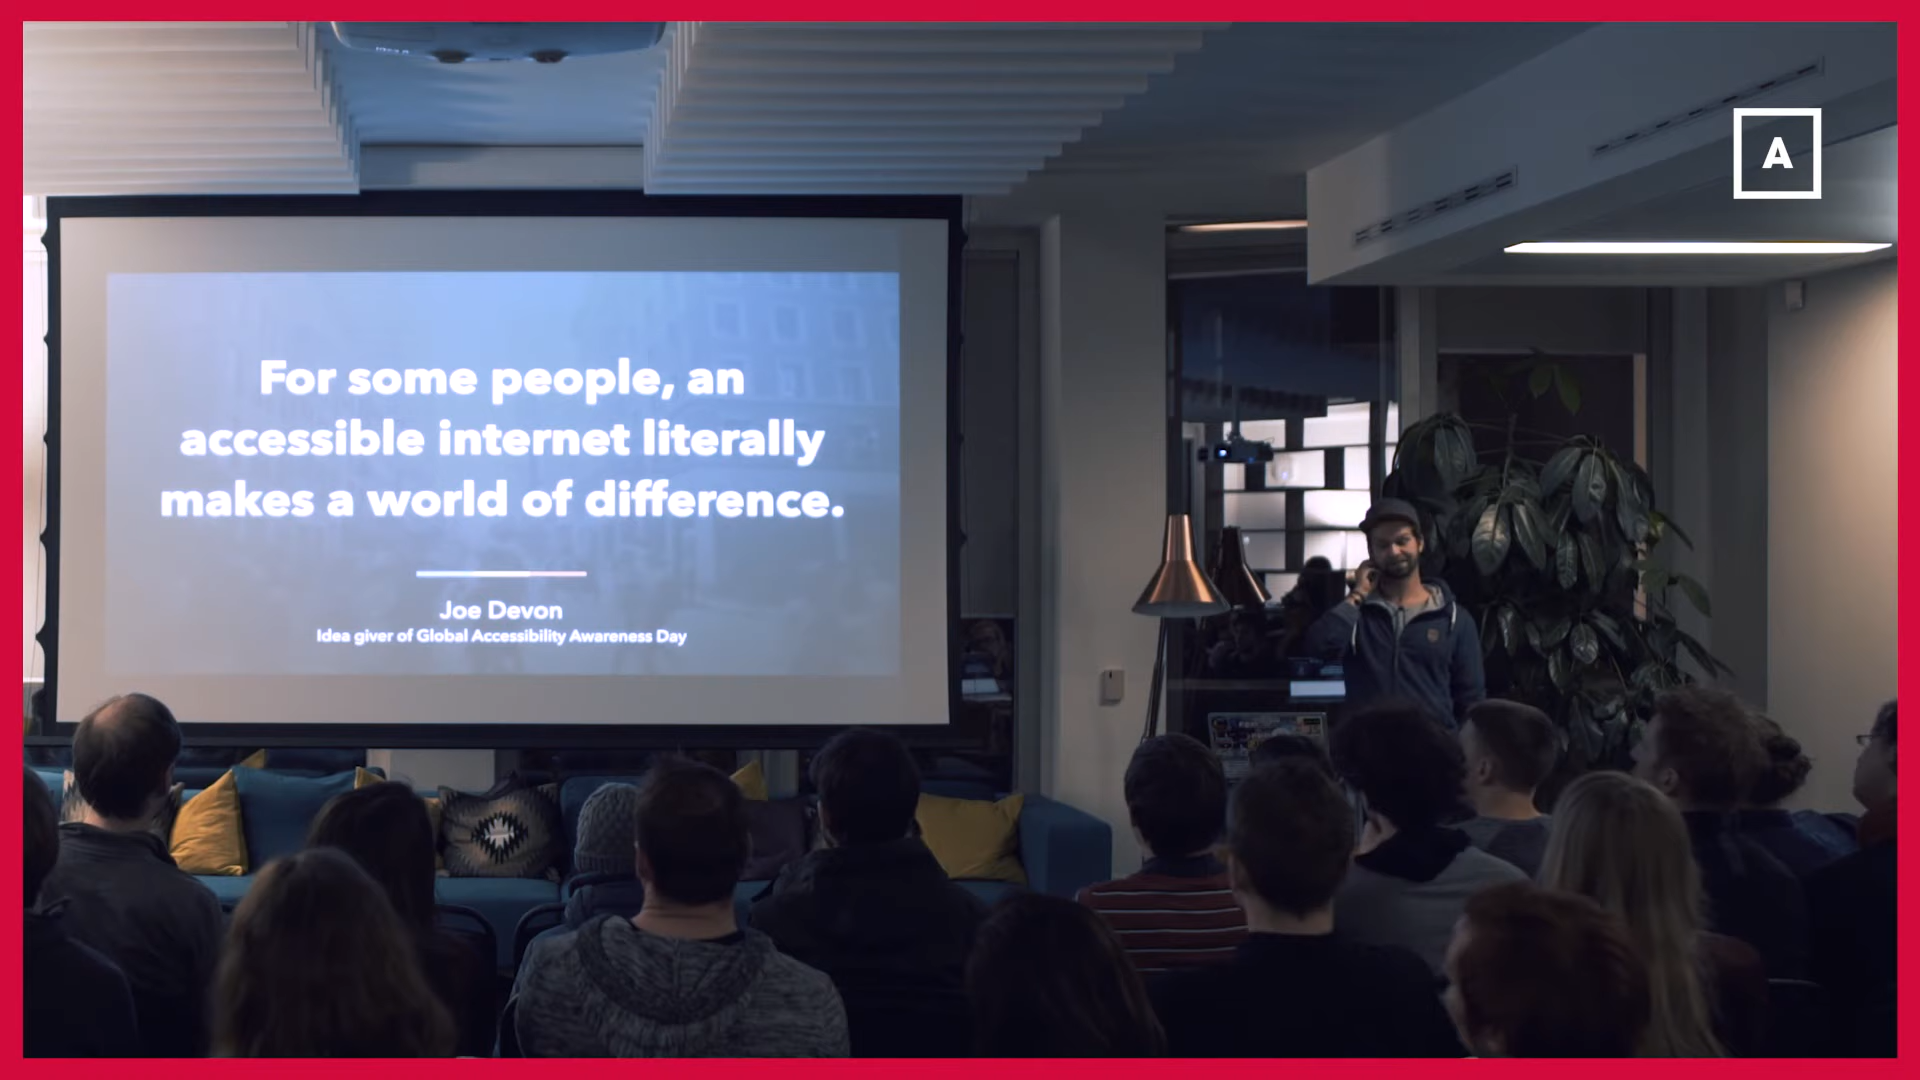 A
For some people, an
accessible internet literally
makes a world of difference.
Joe Devon
Idea giver of Global Accessibility Awareness Day